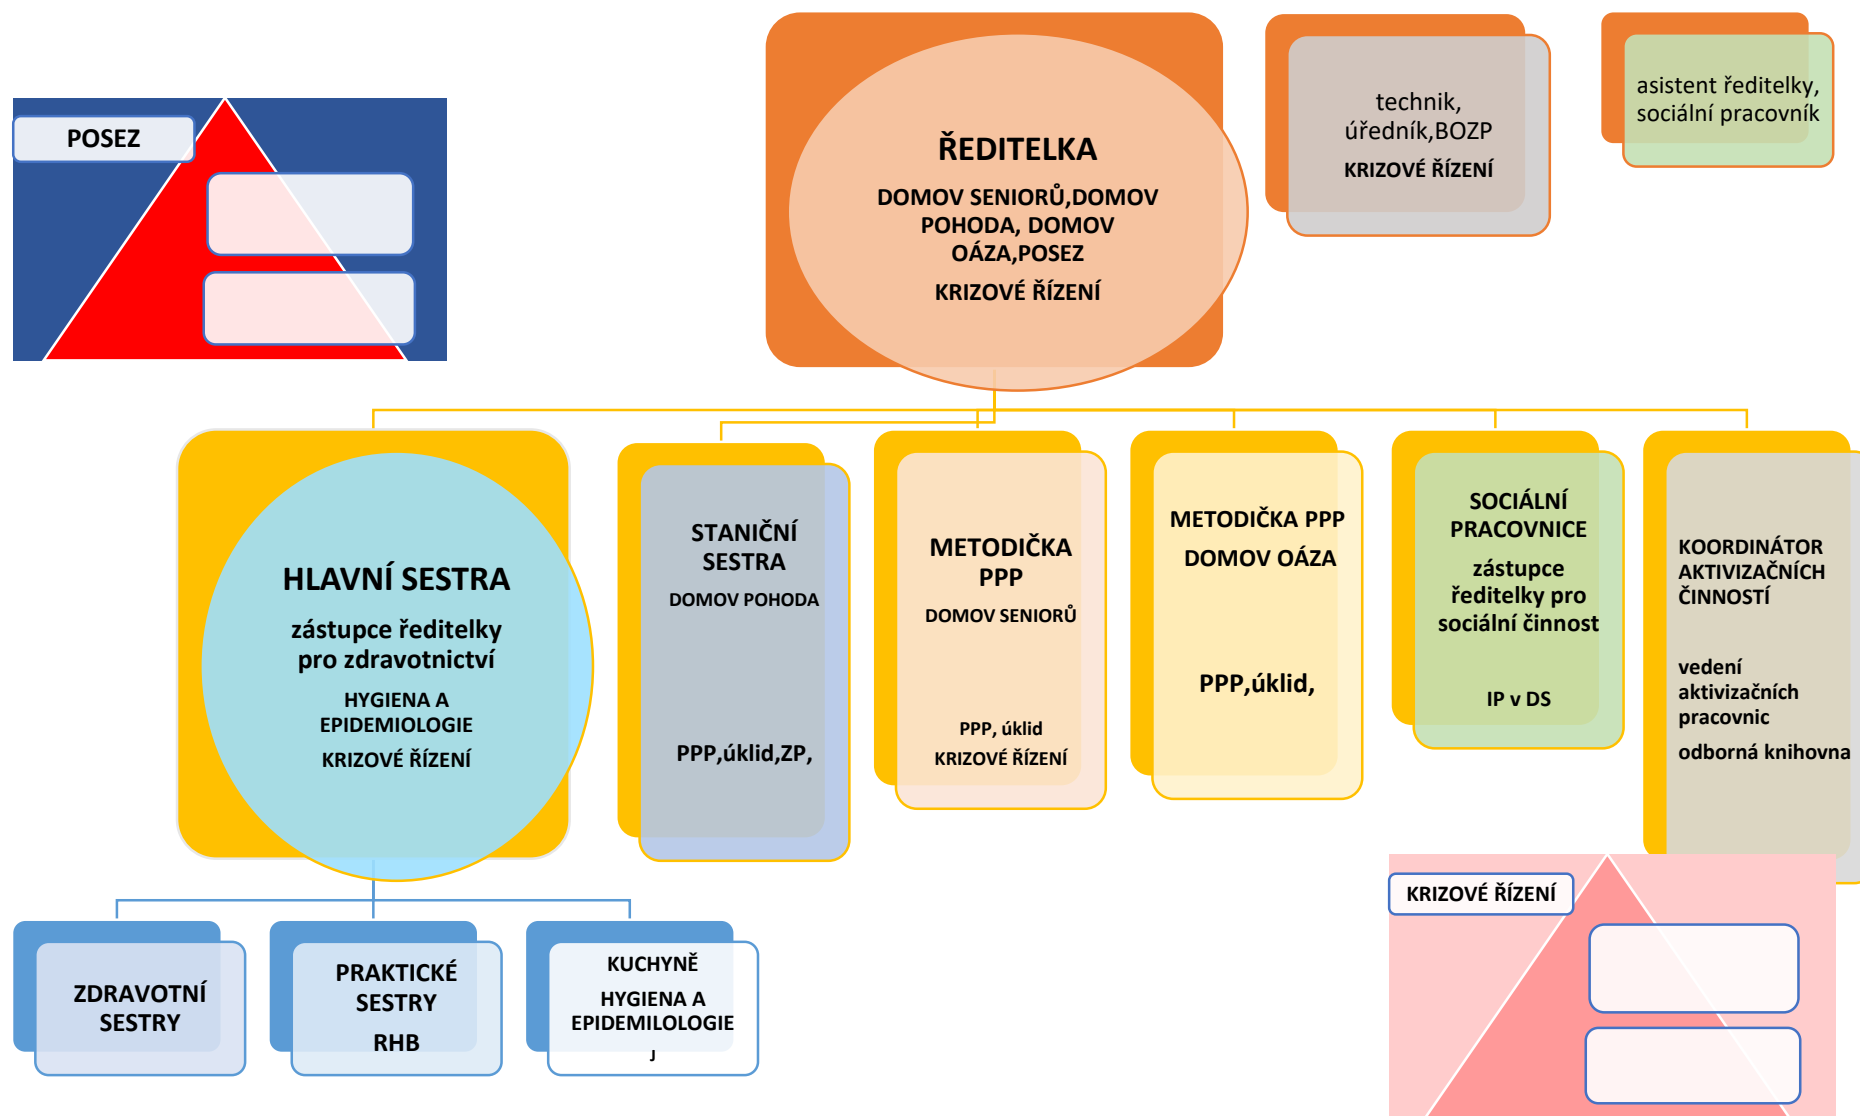 POSEZ
ŘEDITELKA
DOMOV SENIORŮ,DOMOV
POHODA, DOMOV
OÁZA,POSEZ
KRIZOVÉ ŘÍZENÍ
technik,
úředník,BOZP
KRIZOVÉ ŘÍZENÍ
asistent ředitelky,
sociální pracovník
HLAVNÍ SESTRA
zástupce ředitelky
pro zdravotnictví
HYGIENA A
EPIDEMIOLOGIE
KRIZOVÉ ŘÍZENÍ
STANIČNÍ
SESTRA
DOMOV POHODA
PPP,úklid,ZP,
METODIČKA
PPP
DOMOV SENIORŮ
PPP, úklid
KRIZOVÉ ŘÍZENÍ
METODIČKA PPP
DOMOV OÁZA
PPP,úklid,
SOCIÁLNÍ
PRACOVNICE
zástupce
ředitelky pro
sociální činnost
IP v DS
KOORDINÁTOR
AKTIVIZAČNÍCH
ČINNOSTÍ
vedení
aktivizačních
pracovnic
odborná knihovna
ZDRAVOTNÍ
SESTRY
PRAKTICKÉ
SESTRY
RHB
KUCHYNĚ
HYGIENA A
EPIDEMILOLOGIE
J
KRIZOVÉ ŘÍZENÍ